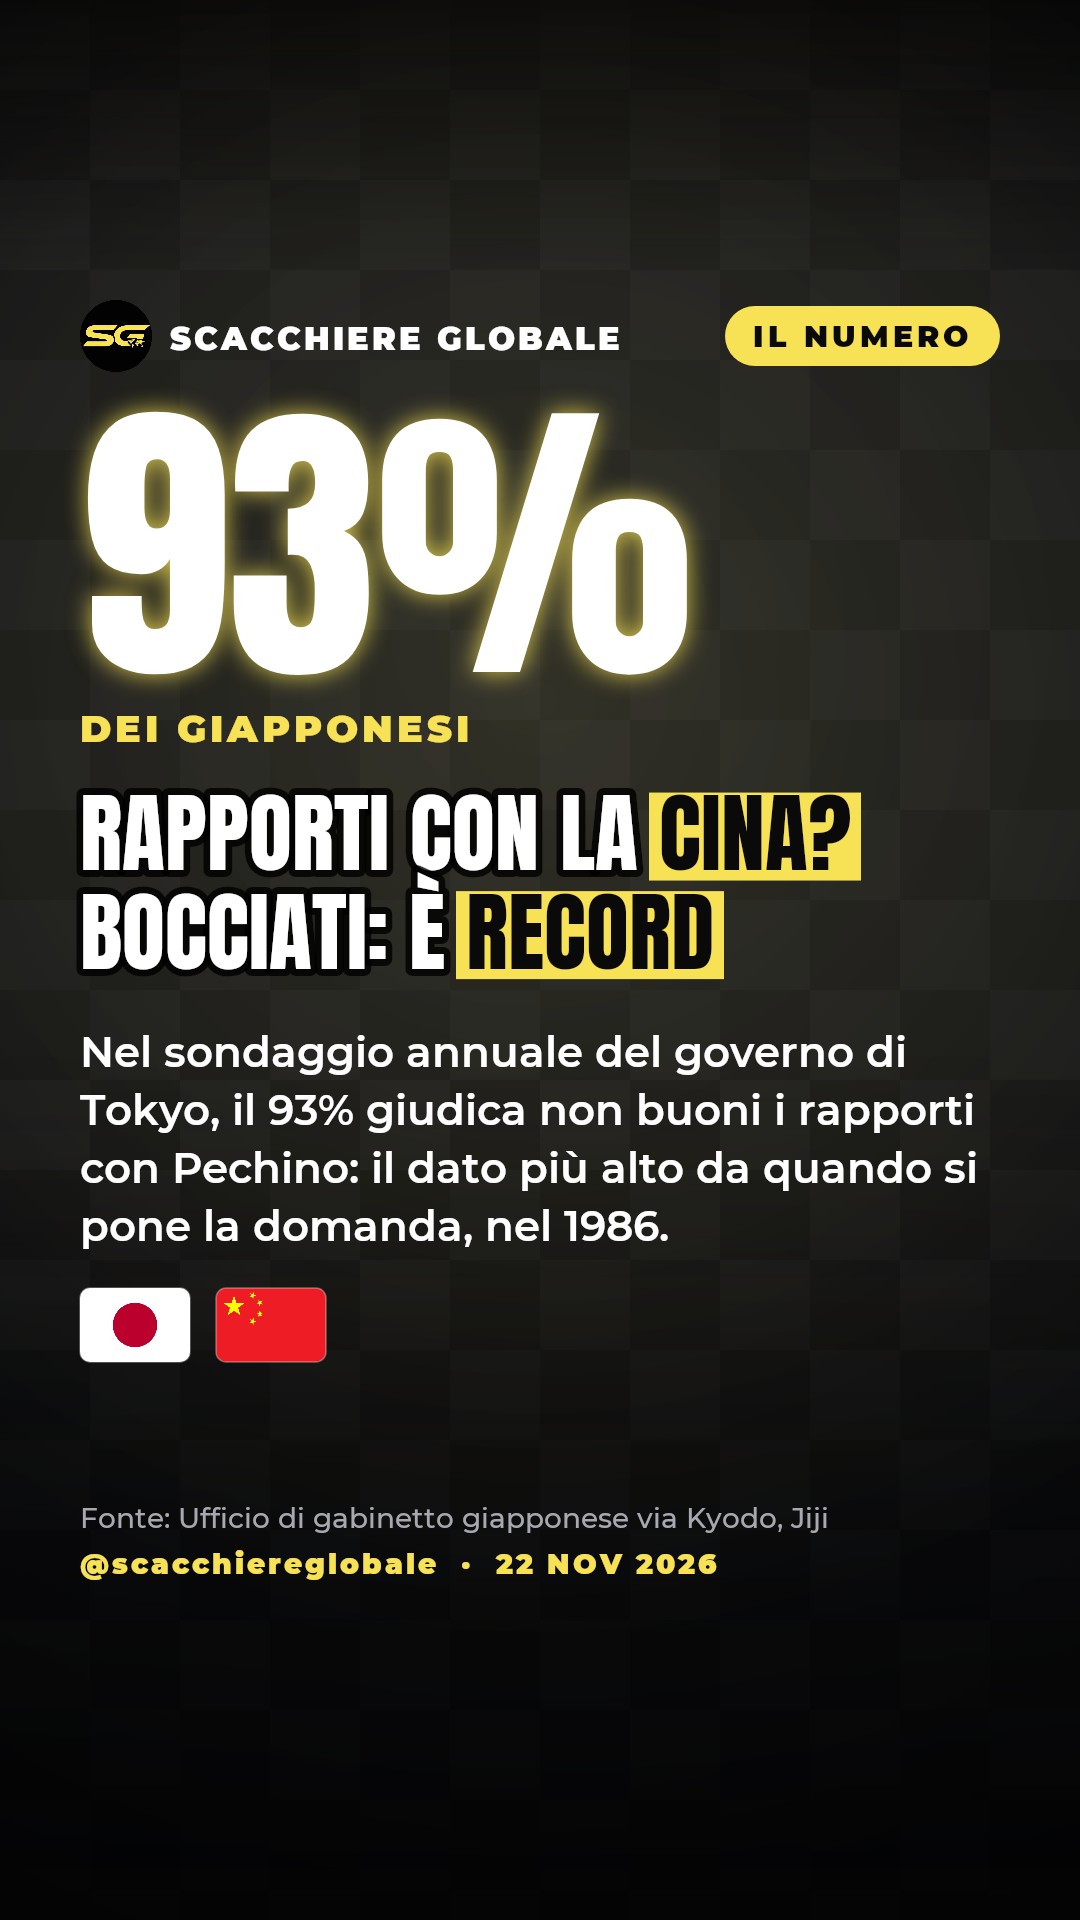 SG SCACCHIERE GLOBALE IL NUMERO
93%
DEI GIAPPONESI
RAPPORTI CON LA CINA?
BOCCIATI: È RECORD
Nel sondaggio annuale del governo di
Tokyo, il 93% giudica non buoni i rapporti
con Pechino: il dato più alto da quando si
pone la domanda, nel 1986.
Fonte: Ufficio di gabinetto giapponese via Kyodo, Jiji
@scacchiereglobale • 22 NOV 2026